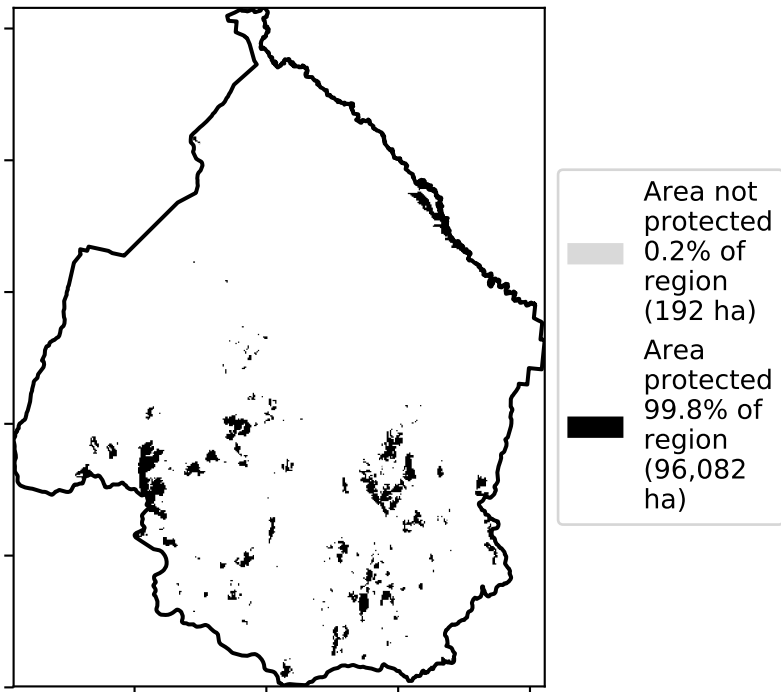 Area not
protected
0.2% of
region
(192 ha)
Area
protected
99.8% of
region
(96,082
ha)